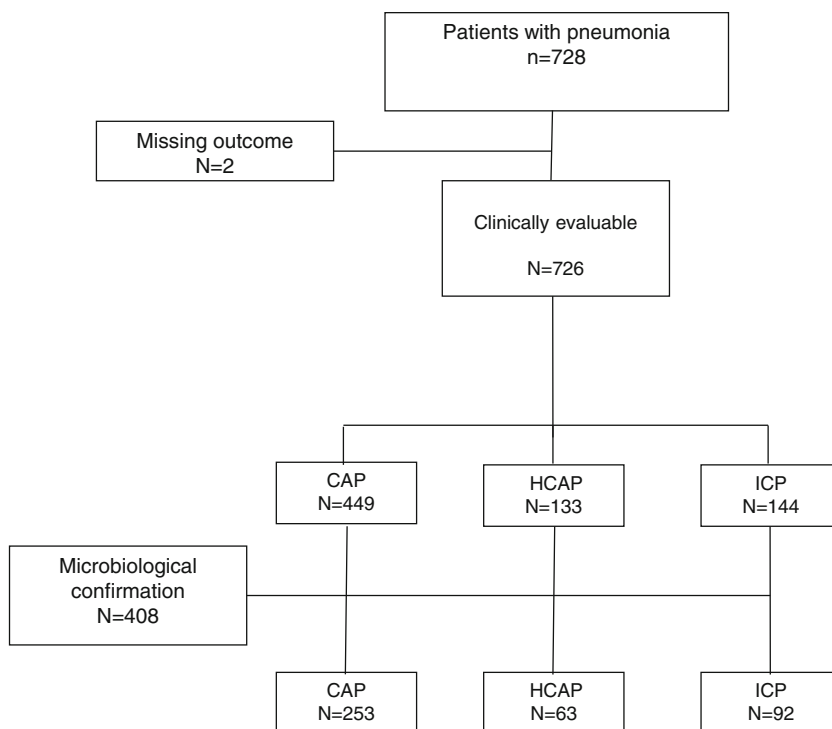 Patients with pneumonia
n=728
Missing outcome
N=2
Clinically evaluable
N=726
CAP
N=449
HCAP
N=133
ICP
N=144
Microbiological
confirmation
N=408
CAP
N=253
HCAP
N=63
ICP
N=92